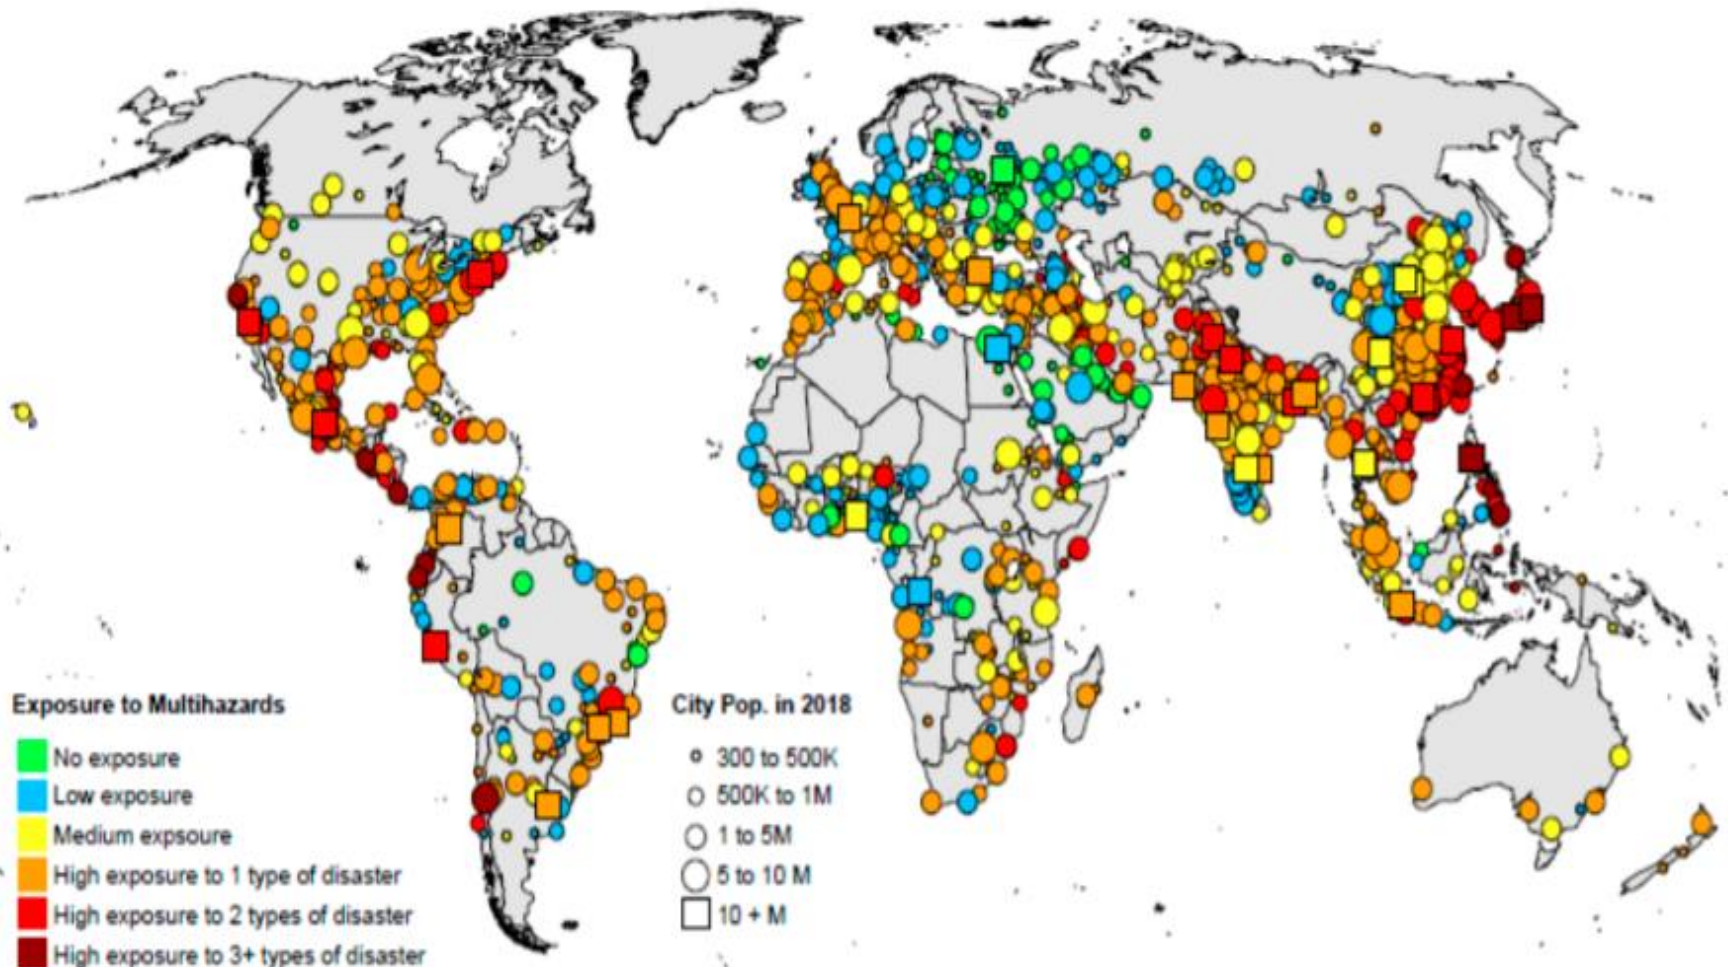 Exposure to Multihazards
No exposure
Low exposure
Medium expsoure
High exposure to 1 type of disaster
High exposure to 2 types of disaster
High exposure to 3+ types of disaster
City Pop. in 2018
300 to 500K
500K to 1M
1 to 5M
5 to 10 M
10 + M